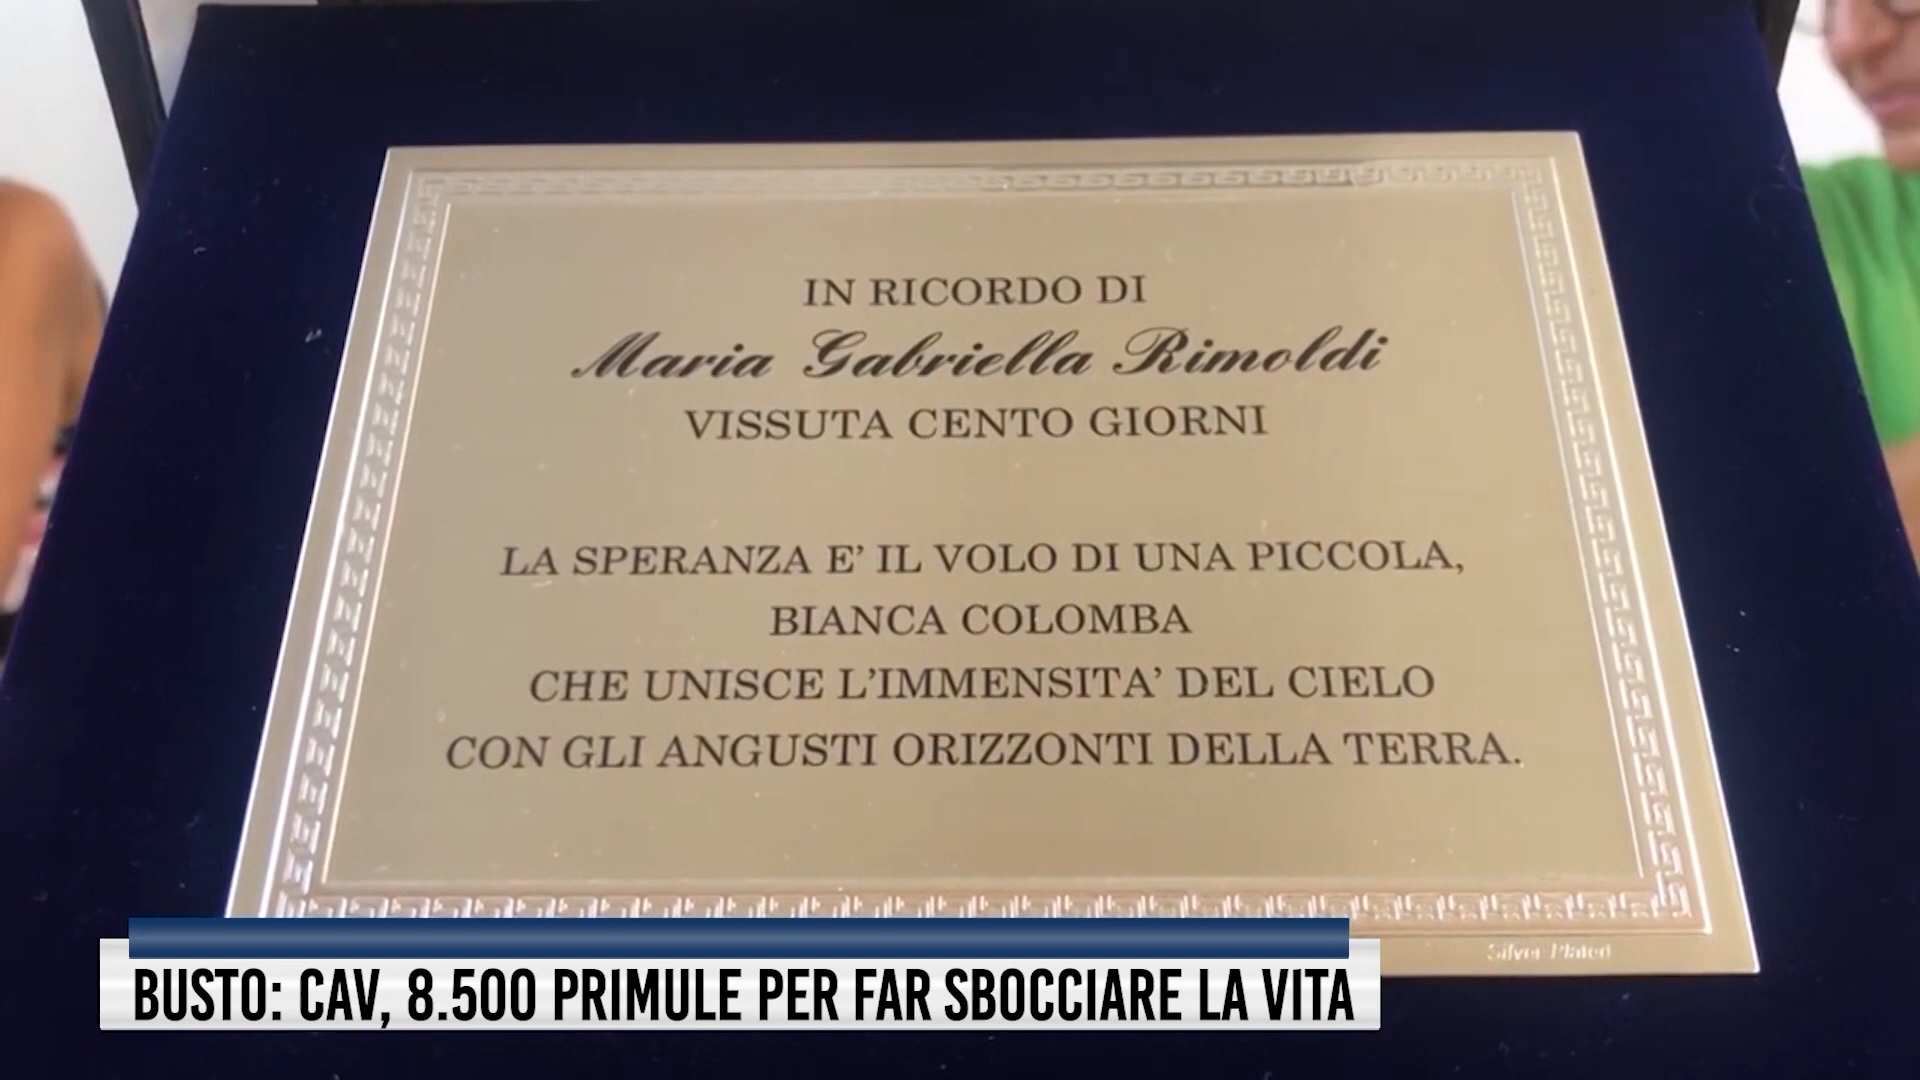 IN RICORDO DI
Maria Gabriella Rimoldi
VISSUTA CENTO GIORNI
LA SPERANZA E' IL VOLO DI UNA PICCOLA,
BIANCA COLOMBA
CHE UNISCE L'IMMENSITA' DEL CIELO
CON GLI ANGUSTI ORIZZONTI DELLA TERRA.
Silver Plated
BUSTO: CAV, 8.500 PRIMULE PER FAR SBOCCIARE LA VITA